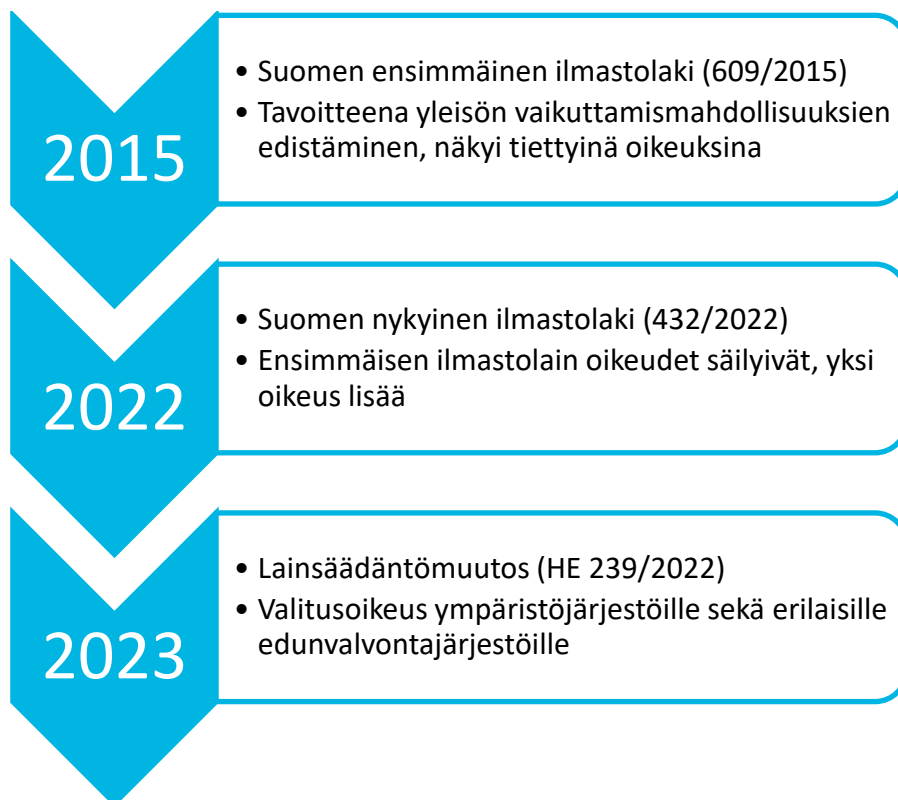 2015
• Suomen ensimmäinen ilmastolaki (609/2015)
• Tavoitteena yleisön vaikuttamismahdollisuuksien
edistäminen, näkyi tiettyinä oikeuksina
2022
• Suomen nykyinen ilmastolaki (432/2022)
• Ensimmäisen ilmastolain oikeudet säilyivät, yksi
oikeus lisää
2023
• Lainsäädäntömuutos (HE 239/2022)
• Valitusoikeus ympäristöjärjestöille sekä erilaisille
edunvalvontajärjestöille